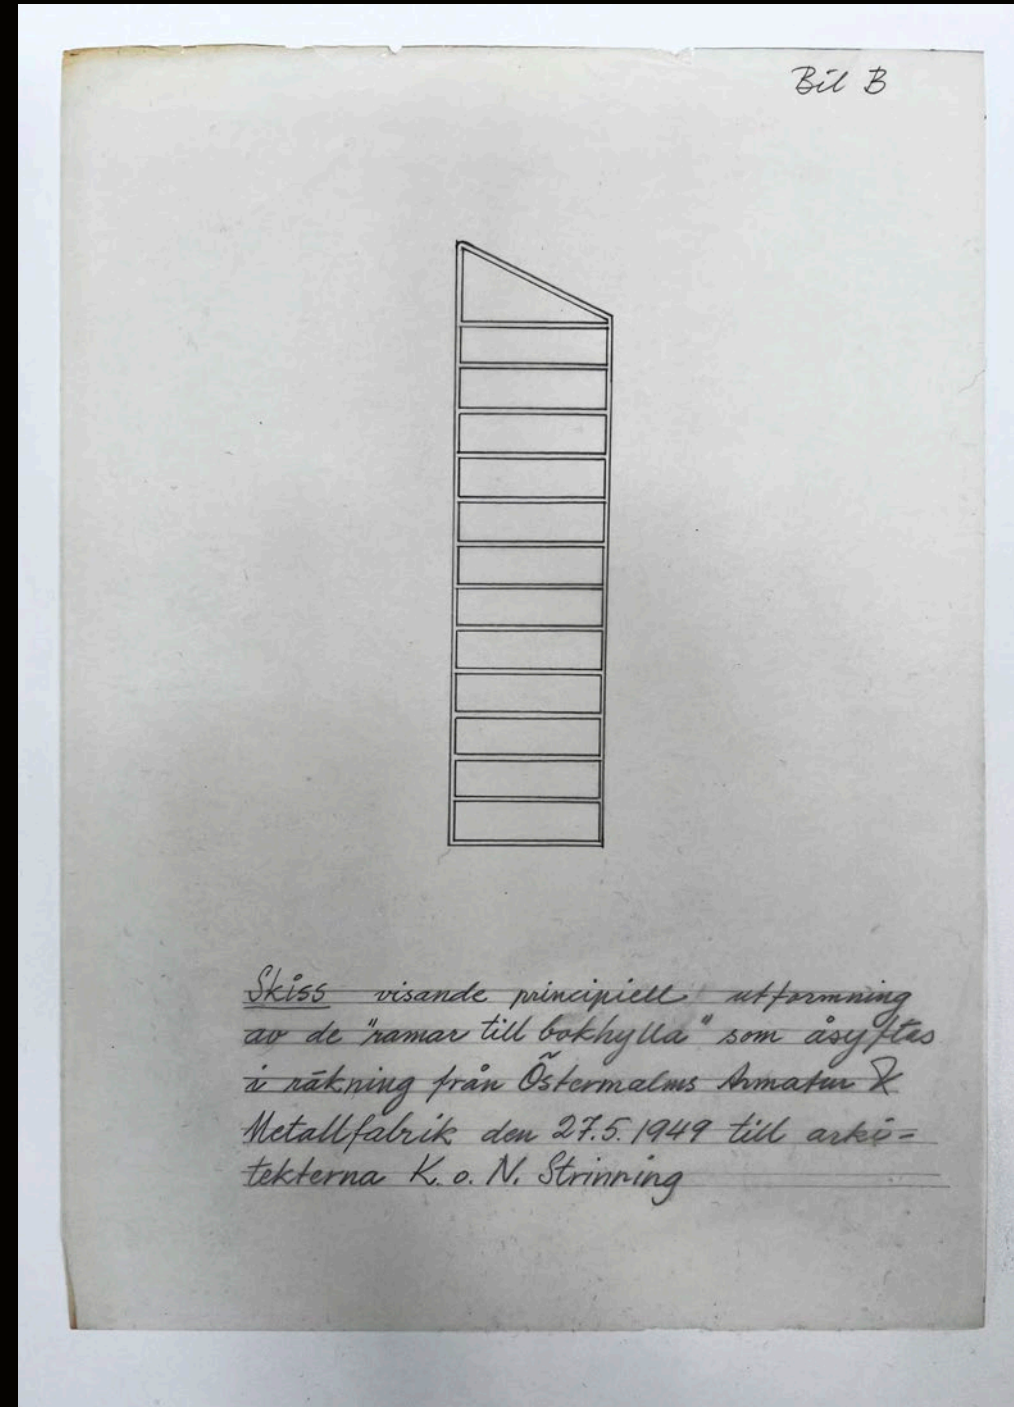 Bil B
Skiss visande principiell utformning
av de "ramar till bokhylla" som åsyftas
i räkning från Östermalms Armatur &
Metallfabrik den 27.5.1949 till arki=
tekterna K. o. N. Strinning